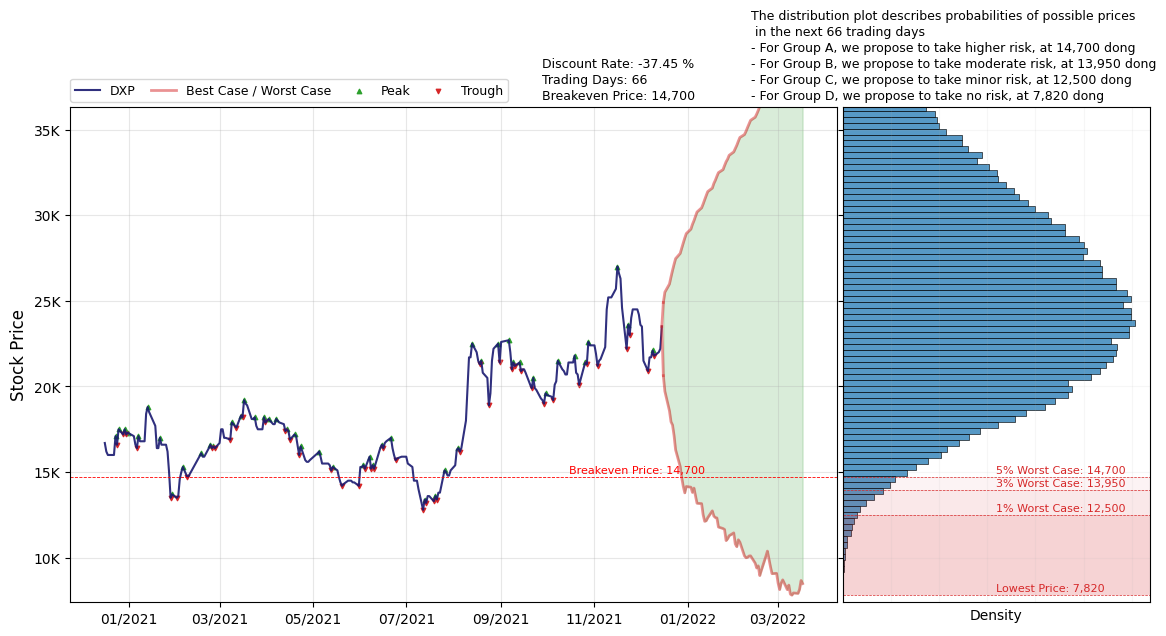 The distribution plot describes probabilities of possible prices
in the next 66 trading days
- For Group A, we propose to take higher risk, at 14,700 dong
- For Group B, we propose to take moderate risk, at 13,950 dong
- For Group C, we propose to take minor risk, at 12,500 dong
- For Group D, we propose to take no risk, at 7,820 dong
Discount Rate: -37.45 %
Trading Days: 66
Breakeven Price: 14,700
DXP Best Case / Worst Case Peak Trough
35K
30K
25K
20K
15K
10K
Stock Price
Breakeven Price: 14,700
5% Worst Case: 14,700
3% Worst Case: 13,950
1% Worst Case: 12,500
Lowest Price: 7,820
01/2021 03/2021 05/2021 07/2021 09/2021 11/2021 01/2022 03/2022
Density